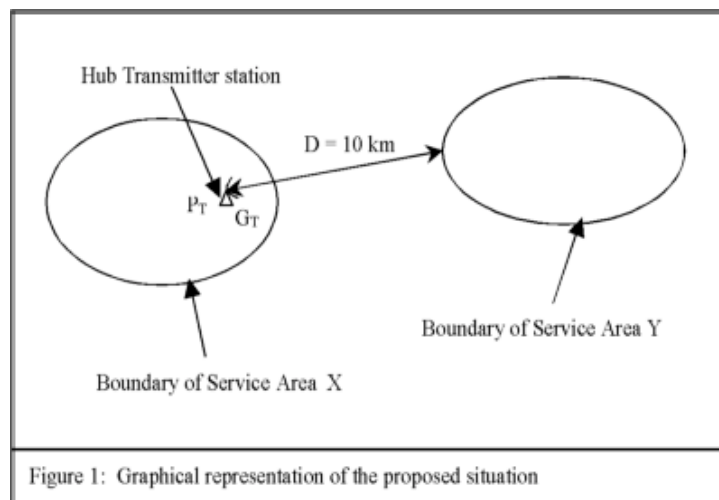 Hub Transmitter station
D = 10 km
PT
GT
Boundary of Service Area Y
Boundary of Service Area X
Figure 1: Graphical representation of the proposed situation